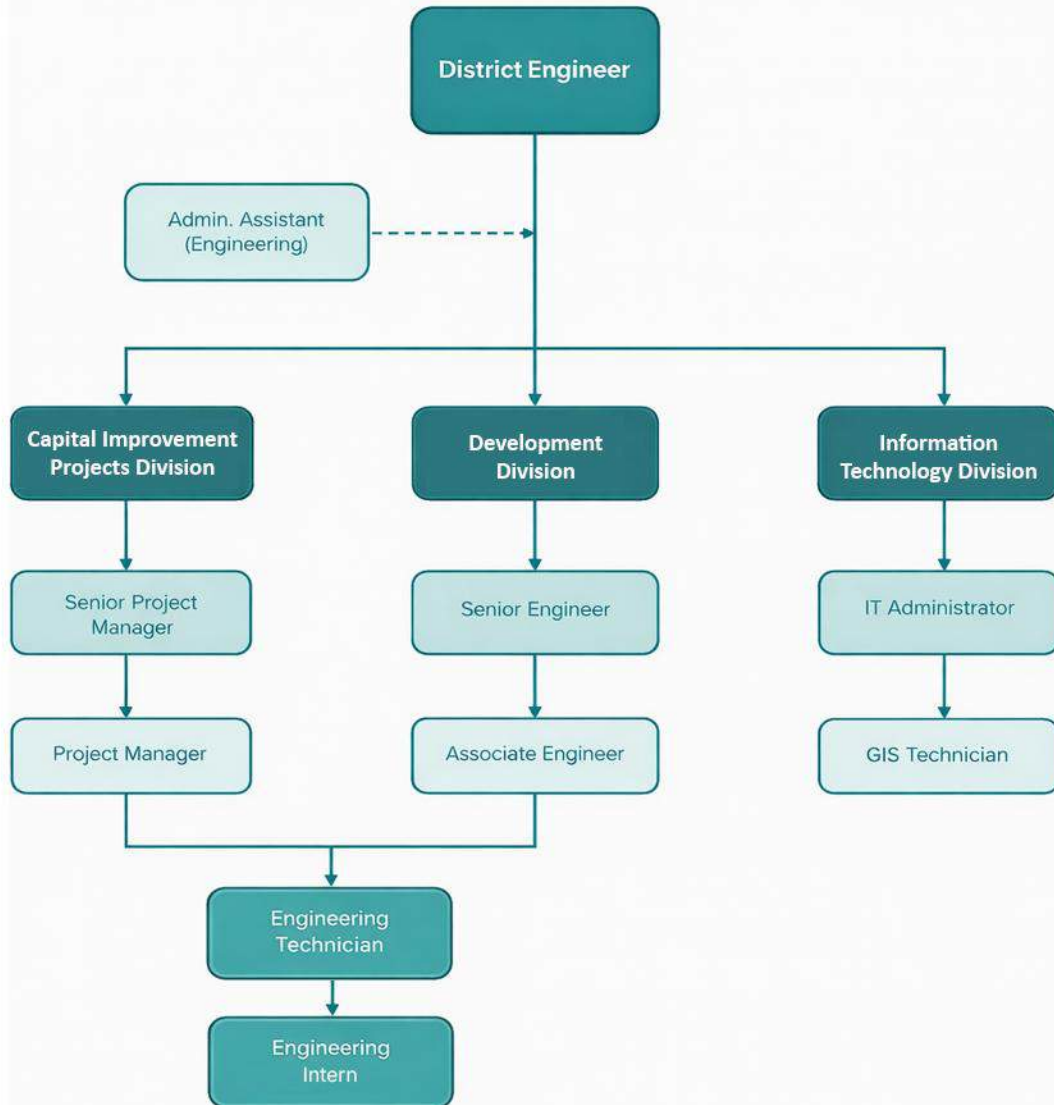 District Engineer
Admin. Assistant
(Engineering)
Capital Improvement
Projects Division
Development
Division
Information
Technology Division
Senior Project
Manager
Senior Engineer
IT Administrator
Project Manager
Associate Engineer
GIS Technician
Engineering
Technician
Engineering
Intern